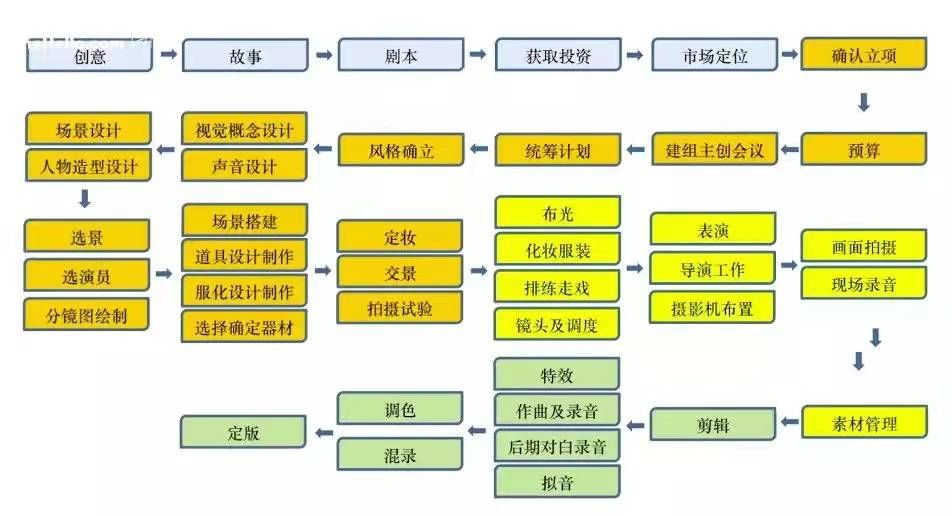 创意
故事
剧本
获取投资
市场定位
确认立项
场景设计
人物造型设计
视觉概念设计
声音设计
风格确立
统筹计划
建组主创会议
预算
选景
选演员
分镜图绘制
场景搭建
道具设计制作
服化设计制作
选择确定器材
定妆
交景
拍摄试验
布光
化妆服装
排练走戏
镜头及调度
表演
导演工作
摄影机布置
画面拍摄
现场录音
定版
调色
混录
特效
作曲及录音
后期对白录音
拟音
剪辑
素材管理